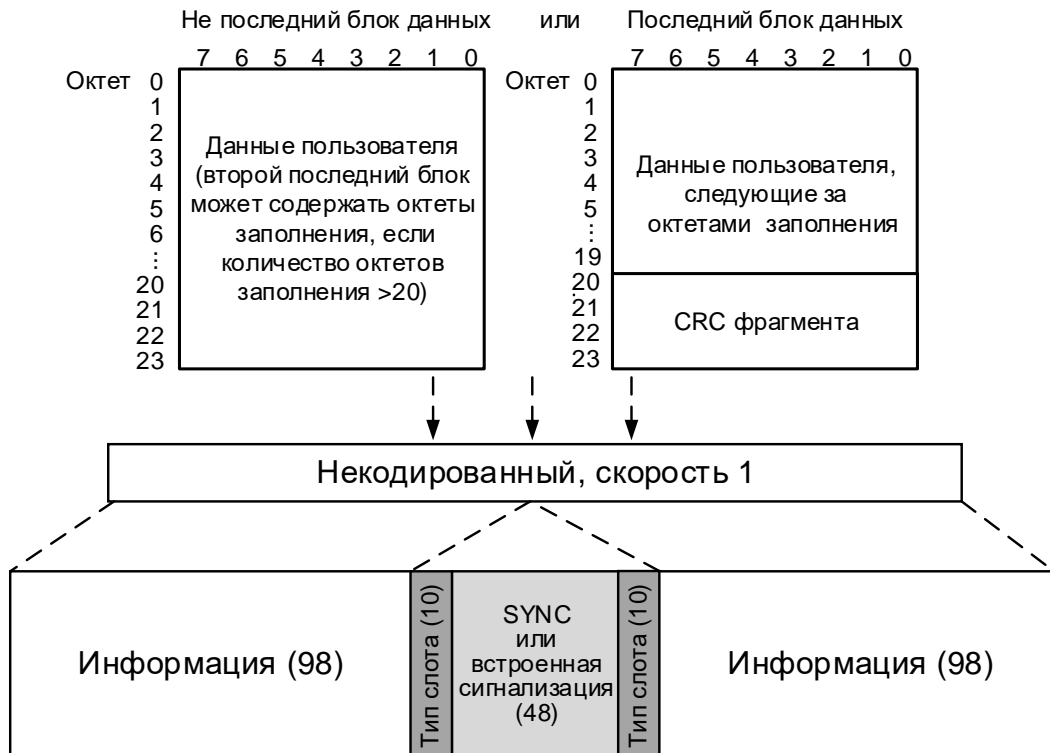 Не последний блок данных или Последний блок данных
7 6 5 4 3 2 1 0
Октет 0
1
2
3
4
5
6
⋮
20
21
22
23
Данные пользователя
(второй последний блок
может содержать октеты
заполнения, если
количество октетов
заполнения >20)
7 6 5 4 3 2 1 0
Октет 0
1
2
3
4
5
⋮
19
20
21
22
23
Данные пользователя,
следующие за
октетами заполнения
CRC фрагмента
Некодированный, скорость 1
Информация (98)
Тип слота (10)
SYNC
или
встроенная
сигнализация
(48)
Тип слота (10)
Информация (98)